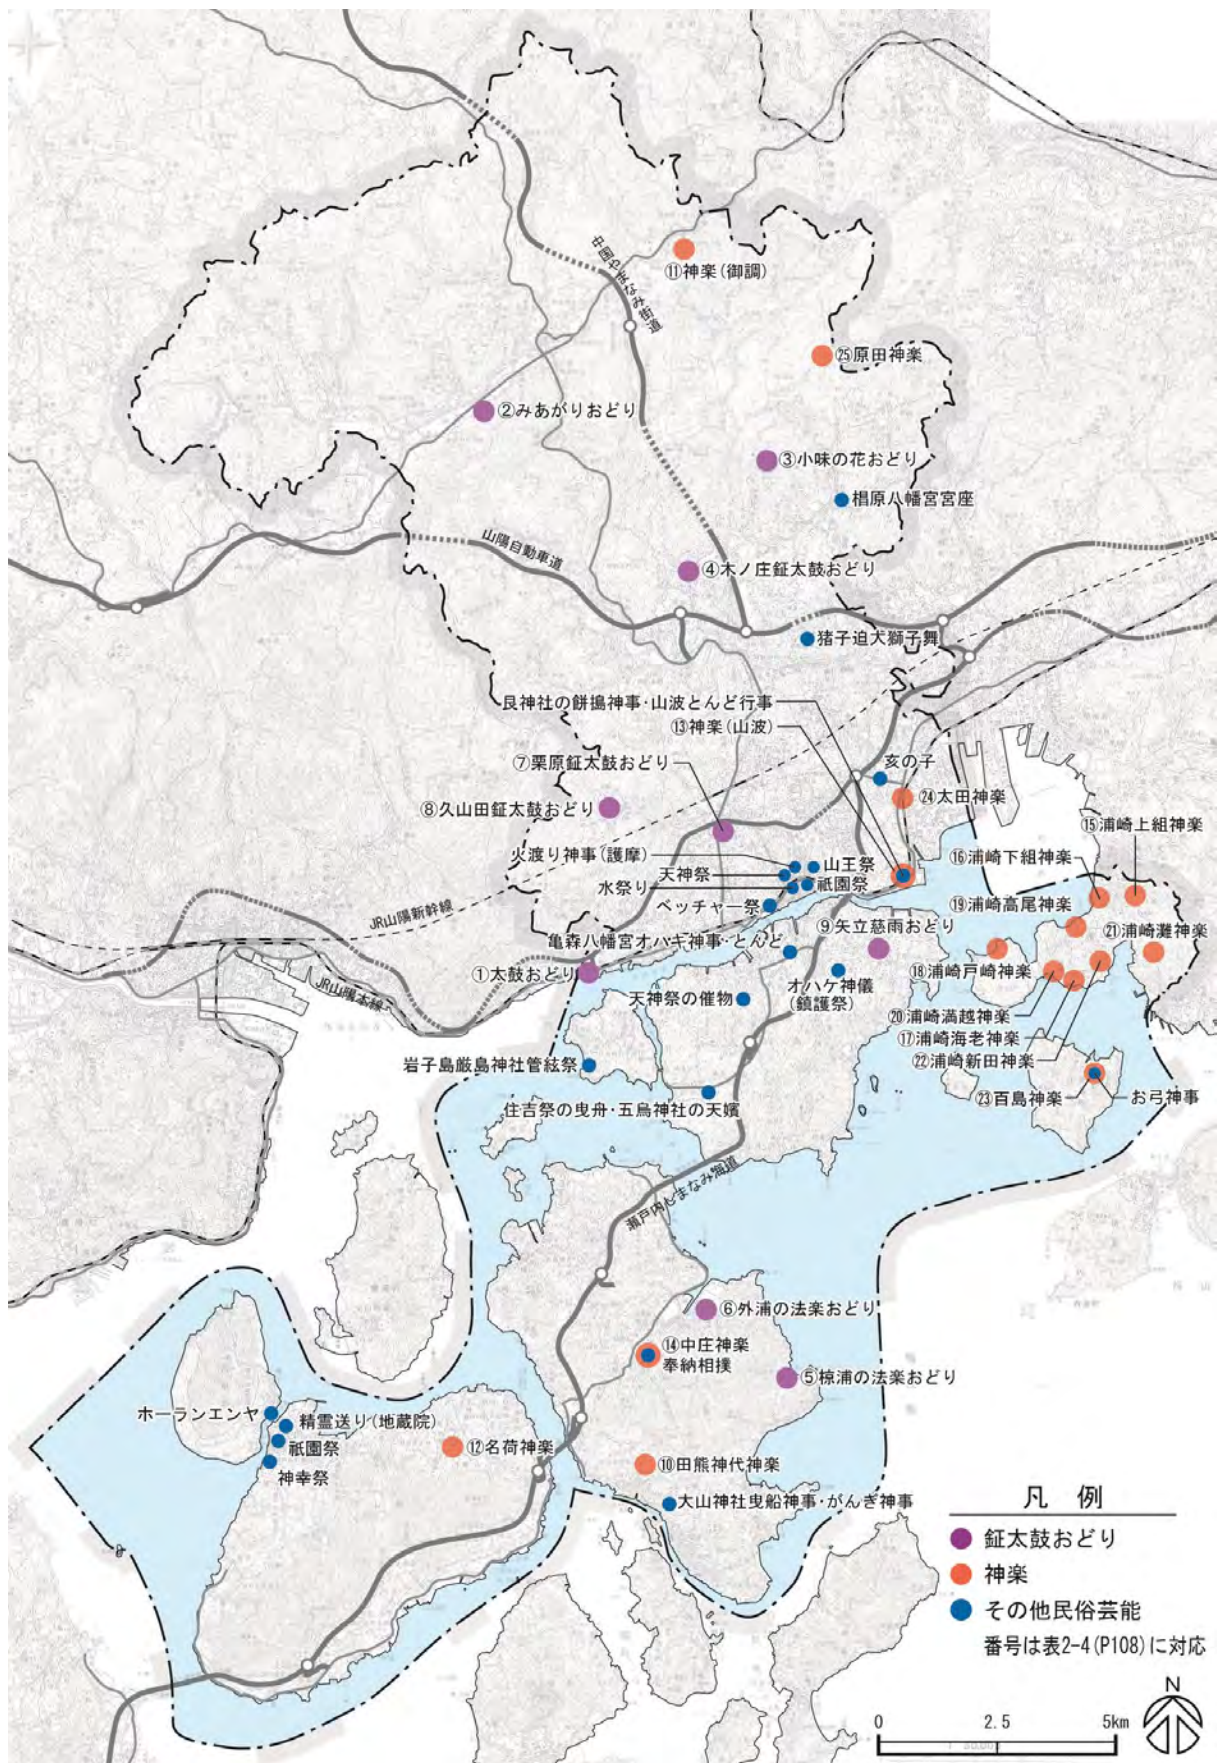 中国やまなみ街道
⑪神楽(御調)
㉕原田神楽
②みあがりおどり
③小味の花おどり
椙原八幡宮宮座
山陽自動車道
④木ノ庄鉦太鼓おどり
猪子迫犬獅子舞
艮神社の餅搗神事・山波とんど行事
⑬神楽(山波)
⑦栗原鉦太鼓おどり
亥の子
㉔太田神楽
⑧久山田鉦太鼓おどり
⑮浦崎上組神楽
⑯浦崎下組神楽
火渡り神事(護摩)
山王祭
天神祭
祇園祭
水祭り
ベッチャー祭
⑲浦崎高尾神楽
JR山陽新幹線
⑨矢立慈雨おどり
㉑浦崎灘神楽
亀森八幡宮オハギ神事・とんど
①太鼓おどり
⑱浦崎戸崎神楽
JR山陽本線
オハケ神儀
(鎮護祭)
天神祭の催物
⑳浦崎満越神楽
⑰浦崎海老神楽
㉒浦崎新田神楽
岩子島厳島神社管絃祭
㉓百島神楽
お弓神事
住吉祭の曳舟・五烏神社の天嬪
瀬戸内しまなみ海道
⑥外浦の法楽おどり
⑭中庄神楽
奉納相撲
⑤椋浦の法楽おどり
ホーランエンヤ
精霊送り(地蔵院)
祇園祭
神幸祭
⑫名荷神楽
⑩田熊神代神楽
大山神社曳船神事・がんぎ神事
凡 例
鉦太鼓おどり
神楽
その他民俗芸能
番号は表2-4(P108)に対応
N
0 2.5 5km